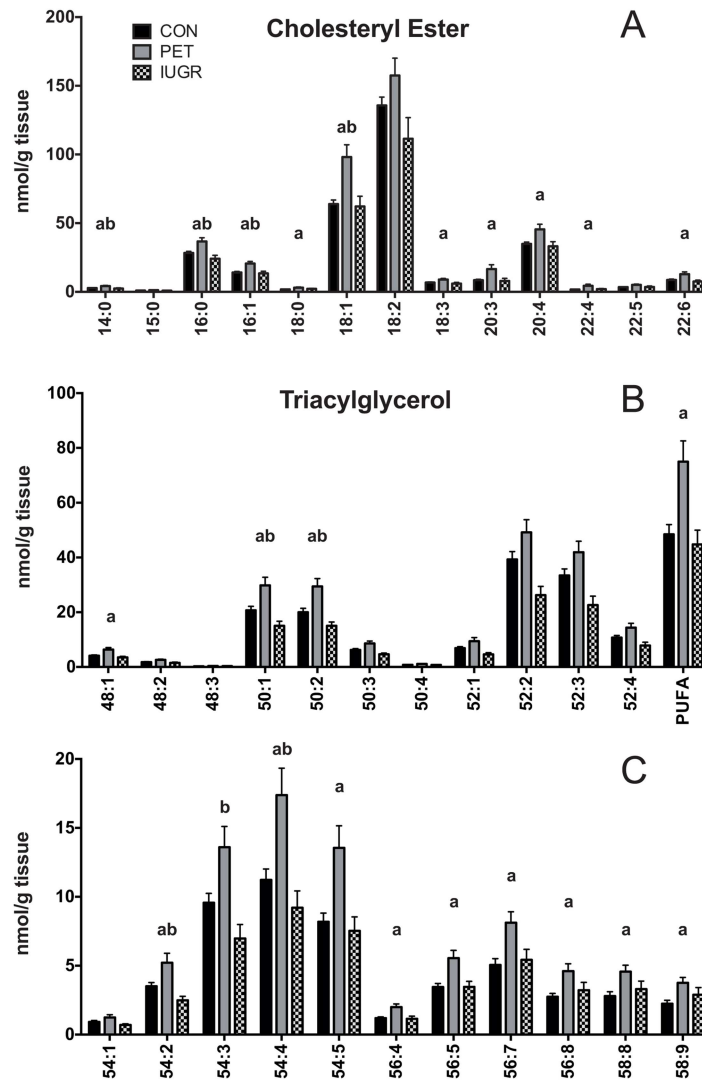 Cholesteryl Ester
A
CON
PET
IUGR
nmol/g tissue
200
150
100
50
0
ab ab ab a ab a a a a a
14:0 15:0 16:0 16:1 18:0 18:1 18:2 18:3 20:3 20:4 22:4 22:5 22:6
Triacylglycerol
B
nmol/g tissue
100
80
60
40
20
0
a ab ab a
48:1 48:2 48:3 50:1 50:2 50:3 50:4 52:1 52:2 52:3 52:4 PUFA
C
nmol/g tissue
20
15
10
5
0
ab b ab a a a a a a a
54:1 54:2 54:3 54:4 54:5 56:4 56:5 56:7 56:8 58:8 58:9